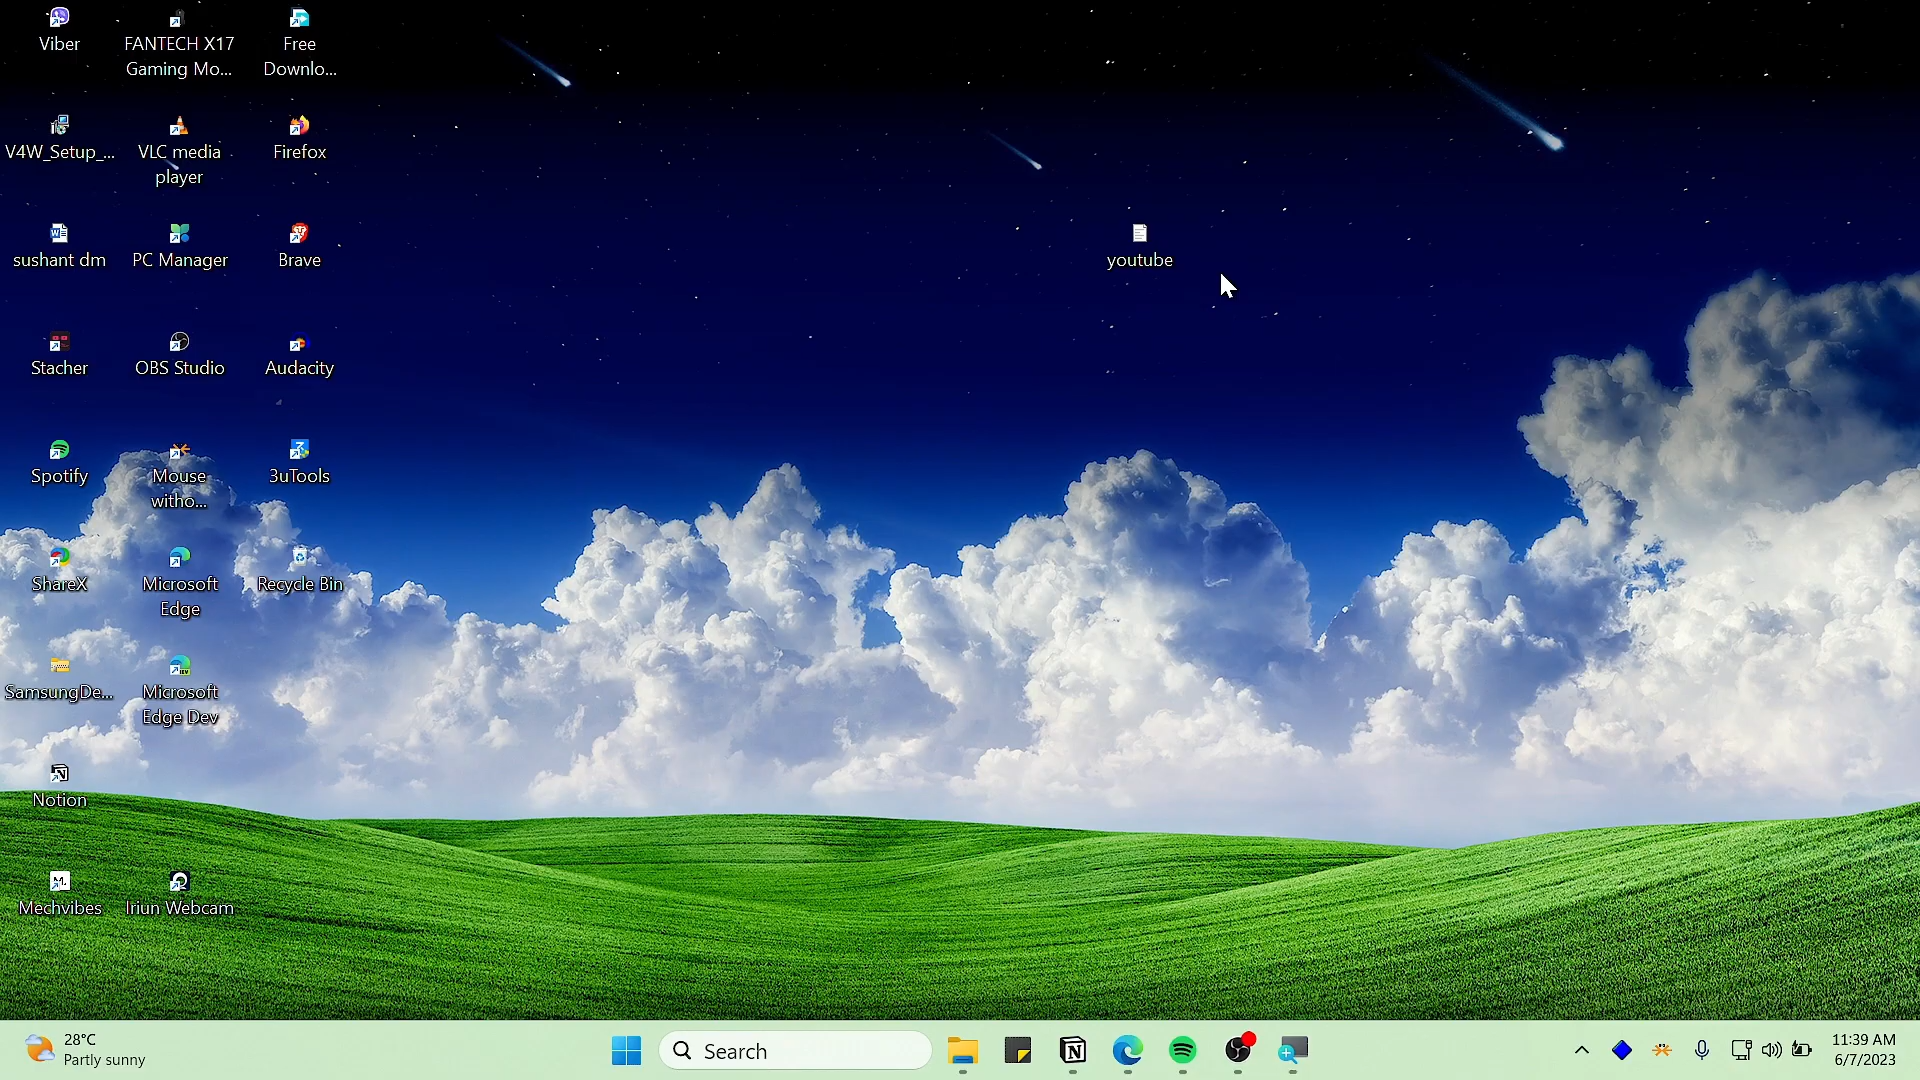 Viber
FANTECH X17
Gaming Mo...
Free
Downlo...
V4W_Setup_...
VLC media
player
Firefox
sushant dm
PC Manager
Brave
youtube
Stacher
OBS Studio
Audacity
Spotify
Mouse
witho...
3uTools
ShareX
Microsoft
Edge
Recycle Bin
SamsungDe...
Microsoft
Edge Dev
Notion
Mechvibes
Iriun Webcam
28°C
Partly sunny
Search
11:39 AM
6/7/2023